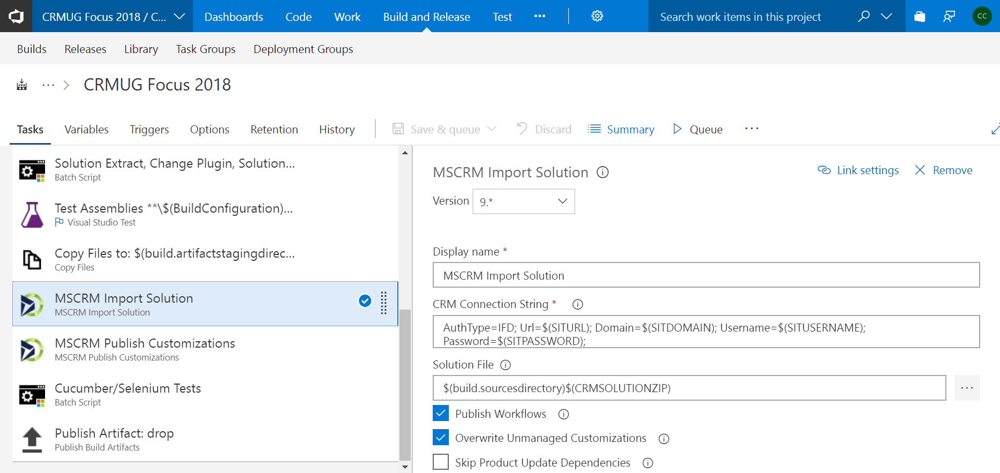 CRMUG Focus 2018 / C...
Dashboards
Code
Work
Build and Release
Test
Search work items in this project
CC
Builds
Releases
Library
Task Groups
Deployment Groups
CRMUG Focus 2018
Tasks
Variables
Triggers
Options
Retention
History
Save & queue
Discard
Summary
Queue
Solution Extract, Change Plugin, Solution...
Batch Script
Test Assemblies **\$(BuildConfiguration)...
Visual Studio Test
Copy Files to: $(build.artifactstagingdirec...
Copy Files
MSCRM Import Solution
MSCRM Import Solution
MSCRM Publish Customizations
MSCRM Publish Customizations
Cucumber/Selenium Tests
Batch Script
Publish Artifact: drop
Publish Build Artifacts
MSCRM Import Solution
Link settings
Remove
Version
9.*
Display name *
MSCRM Import Solution
CRM Connection String *
AuthType=IFD; Url=$(SITURL); Domain=$(SITDOMAIN); Username=$(SITUSERNAME);
Password=$(SITPASSWORD);
Solution File
$(build.sourcesdirectory)$(CRMSOLUTIONZIP)
Publish Workflows
Overwrite Unmanaged Customizations
Skip Product Update Dependencies